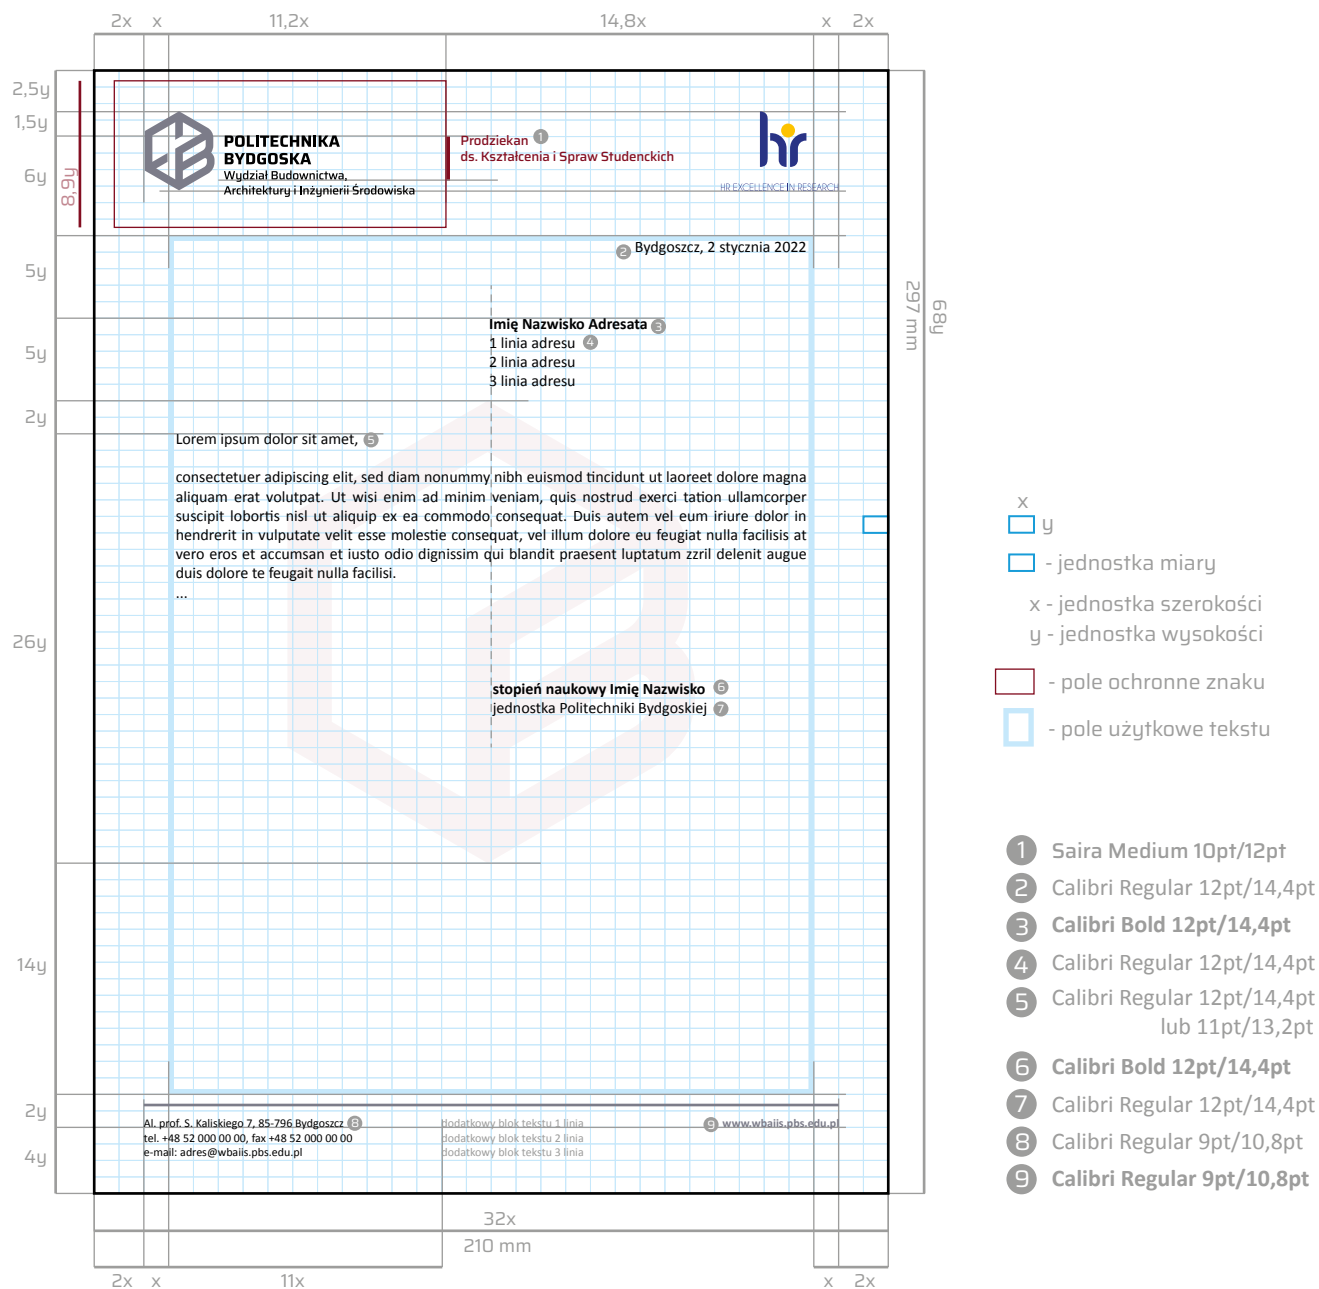 2x x 11,2x 14,8x x 2x
2,5y
1,5y
6y
8,9y
5y
5y
2y
26y
14y
2y
4y
POLITECHNIKA
BYDGOSKA
Wydział Budownictwa,
Architektury i Inżynierii Środowiska
Prodziekan 1
ds. Kształcenia i Spraw Studenckich
hr
HR EXCELLENCE IN RESEARCH
2 Bydgoszcz, 2 stycznia 2022
Imię Nazwisko Adresata 3
1 linia adresu 4
2 linia adresu
3 linia adresu
Lorem ipsum dolor sit amet, 5
consectetuer adipiscing elit, sed diam nonummy nibh euismod tincidunt ut laoreet dolore magna
aliquam erat volutpat. Ut wisi enim ad minim veniam, quis nostrud exerci tation ullamcorper
suscipit lobortis nisl ut aliquip ex ea commodo consequat. Duis autem vel eum iriure dolor in
hendrerit in vulputate velit esse molestie consequat, vel illum dolore eu feugiat nulla facilisis at
vero eros et accumsan et iusto odio dignissim qui blandit praesent luptatum zzril delenit augue
duis dolore te feugait nulla facilisi.
...
stopień naukowy Imię Nazwisko 6
jednostka Politechniki Bydgoskiej 7
Al. prof. S. Kaliskiego 7, 85-796 Bydgoszcz 8
tel. +48 52 000 00 00, fax +48 52 000 00 00
e-mail: adres@wbaiis.pbs.edu.pl
dodatkowy blok tekstu 1 linia
dodatkowy blok tekstu 2 linia
dodatkowy blok tekstu 3 linia
9 www.wbaiis.pbs.edu.pl
297 mm
68y
32x
210 mm
2x x 11x x 2x
x
y
- jednostka miary
x - jednostka szerokości
y - jednostka wysokości
- pole ochronne znaku
- pole użytkowe tekstu
1 Saira Medium 10pt/12pt
2 Calibri Regular 12pt/14,4pt
3 Calibri Bold 12pt/14,4pt
4 Calibri Regular 12pt/14,4pt
5 Calibri Regular 12pt/14,4pt
lub 11pt/13,2pt
6 Calibri Bold 12pt/14,4pt
7 Calibri Regular 12pt/14,4pt
8 Calibri Regular 9pt/10,8pt
9 Calibri Regular 9pt/10,8pt